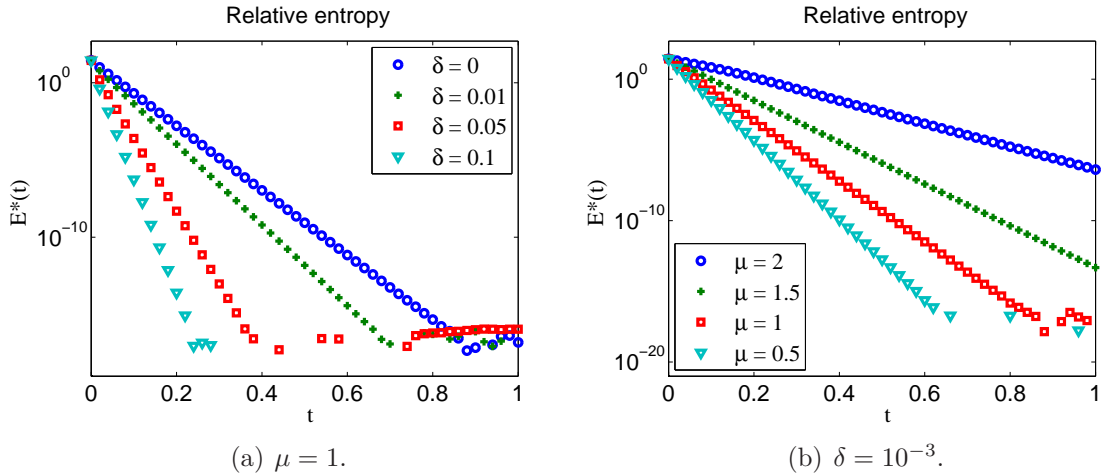 Relative entropy
10^0
10^{-10}
E*(t)
0 0.2 0.4 0.6 0.8 1
t
δ = 0
δ = 0.01
δ = 0.05
δ = 0.1
(a) μ = 1.
Relative entropy
10^0
10^{-10}
10^{-20}
E*(t)
0 0.2 0.4 0.6 0.8 1
t
μ = 2
μ = 1.5
μ = 1
μ = 0.5
(b) δ = 10^{-3}.